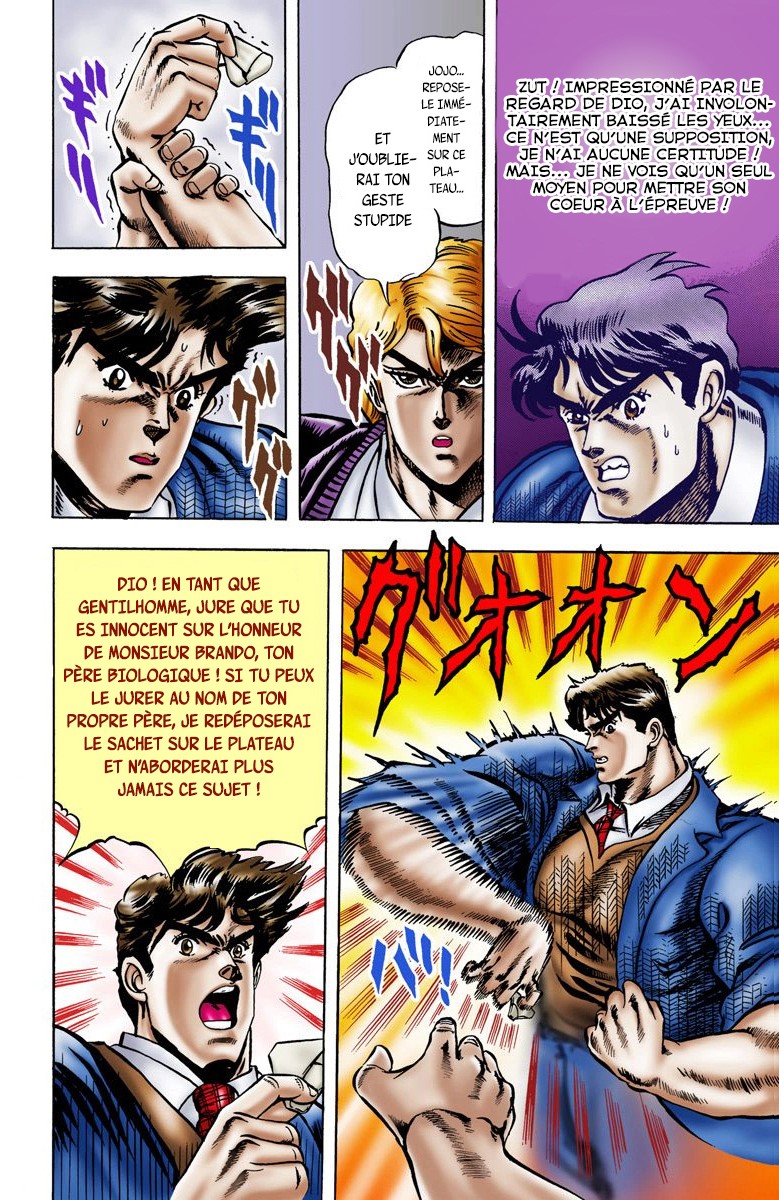 ZUT ! IMPRESSIONNÉ PAR LE
REGARD DE DIO, J'AI INVOLON-
TAIREMENT BAISSÉ LES YEUX...
CE N'EST QU'UNE SUPPOSITION,
JE N'AI AUCUNE CERTITUDE !
MAIS... JE NE VOIS QU'UN SEUL
MOYEN POUR METTRE SON
COEUR À L'ÉPREUVE !
JOJO...
REPOSE-
LE IMMÉ-
DIATE-
MENT
SUR CE
PLA-
TEAU...
ET
J'OUBLIE-
RAI TON
GESTE
STUPIDE
ググ
ギリ
ギギリ
ググ
グオオン
バ!
DIO ! EN TANT QUE
GENTILHOMME, JURE QUE TU
ES INNOCENT SUR L'HONNEUR
DE MONSIEUR BRANDO, TON
PÈRE BIOLOGIQUE ! SI TU PEUX
LE JURER AU NOM DE TON
PROPRE PÈRE, JE REDÉPOSERAI
LE SACHET SUR LE PLATEAU
ET N'ABORDERAI PLUS
JAMAIS CE SUJET !